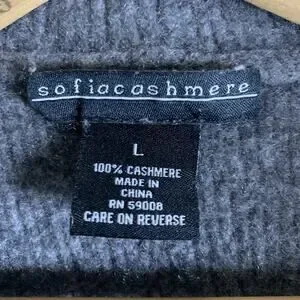 sofiacashmere
L
100% CASHMERE
MADE IN
CHINA
RN 59008
CARE ON REVERSE